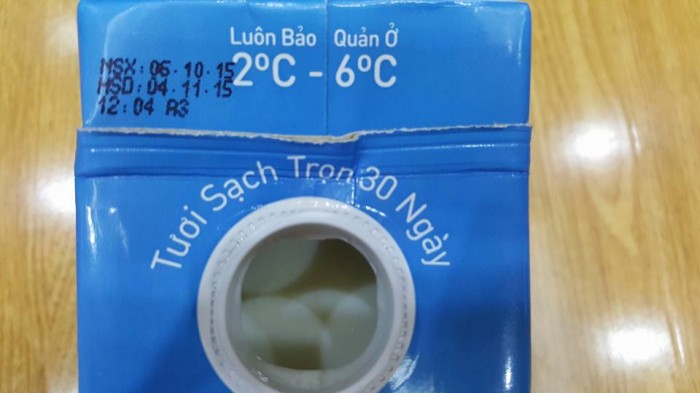 Luôn Bảo Quản Ở
2ºC - 6ºC
NSX: 06.10.15
HSD: 04.11.15
12:04 A3
Tươi Sạch Trọn 30 Ngày